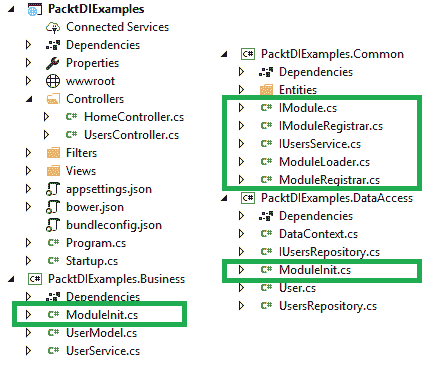 PacktDIExamples
Connected Services
Dependencies
Properties
wwwroot
Controllers
HomeController.cs
UsersController.cs
Filters
Views
appsettings.json
bower.json
bundleconfig.json
Program.cs
Startup.cs
PacktDIExamples.Business
Dependencies
ModuleInit.cs
UserModel.cs
UserService.cs
PacktDIExamples.Common
Dependencies
Entities
IModule.cs
IModuleRegistrar.cs
IUsersService.cs
ModuleLoader.cs
ModuleRegistrar.cs
PacktDIExamples.DataAccess
Dependencies
DataContext.cs
IUsersRepository.cs
ModuleInit.cs
User.cs
UsersRepository.cs